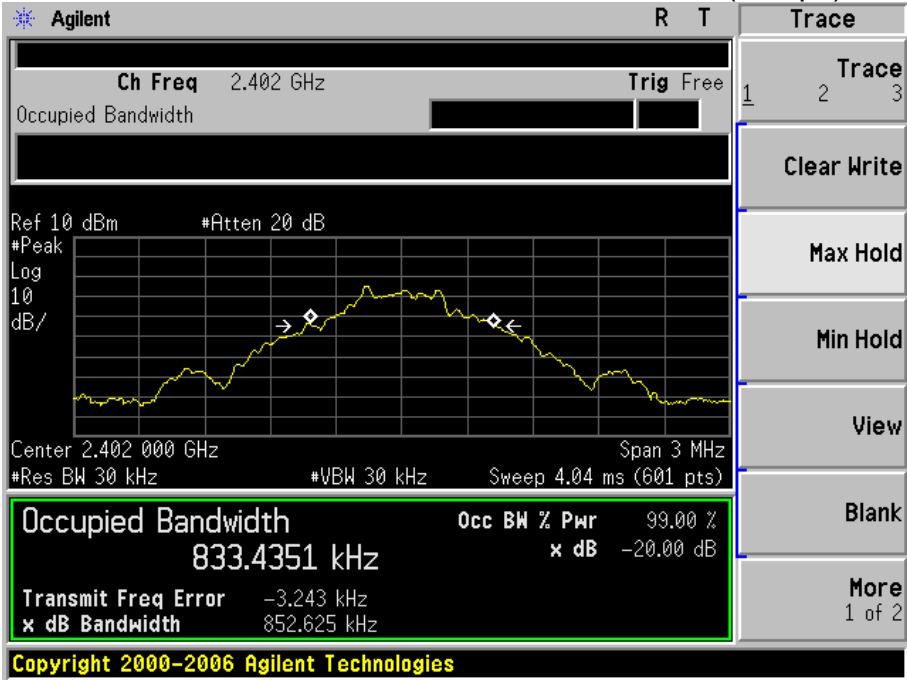 Agilent R T Trace
Ch Freq 2.402 GHz Trig Free
Occupied Bandwidth
Trace
1 2 3
Clear Write
Max Hold
Min Hold
View
Blank
More
1 of 2
Ref 10 dBm #Atten 20 dB
#Peak
Log
10
dB/
Center 2.402 000 GHz Span 3 MHz
#Res BW 30 kHz #VBW 30 kHz Sweep 4.04 ms (601 pts)
Occupied Bandwidth Occ BW % Pwr 99.00 %
833.4351 kHz x dB -20.00 dB
Transmit Freq Error -3.243 kHz
x dB Bandwidth 852.625 kHz
Copyright 2000-2006 Agilent Technologies